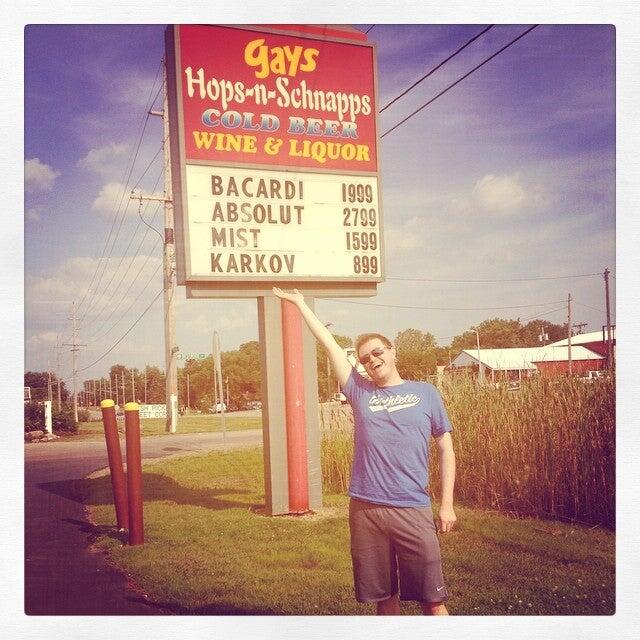 Gays
Hops-n-Schnapps
COLD BEER
WINE & LIQUOR
BACARDI 1999
ABSOLUT 2799
MIST 1599
KARKOV 899